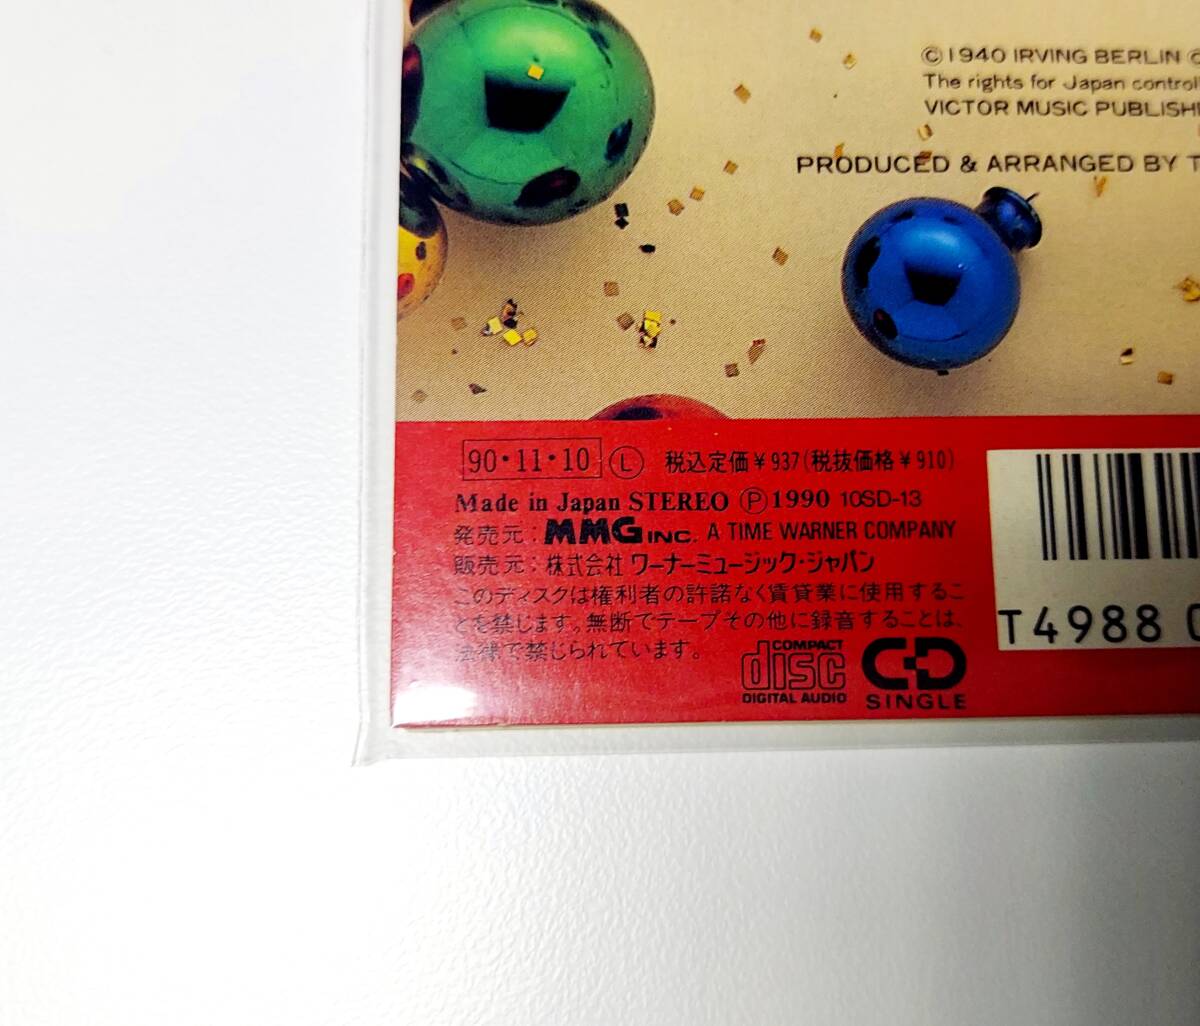 ©1940 IRVING BERLIN
The rights for Japan
VICTOR MUSIC
PRODUCED & ARRANGED BY
90・11・10 Ⓛ 税込定価¥937(税抜価格¥910)
Made in Japan STEREO Ⓟ1990 10SD-13
発売元：MMG INC. A TIME WARNER COMPANY
販売元：株式会社 ワーナーミュージック・ジャパン
このディスクは権利者の許諾なく賃貸業に使用するこ
とを禁じます。無断でテープその他に録音することは、
法律で禁じられています。
COMPACT disc DIGITAL AUDIO
CD SINGLE
T4988